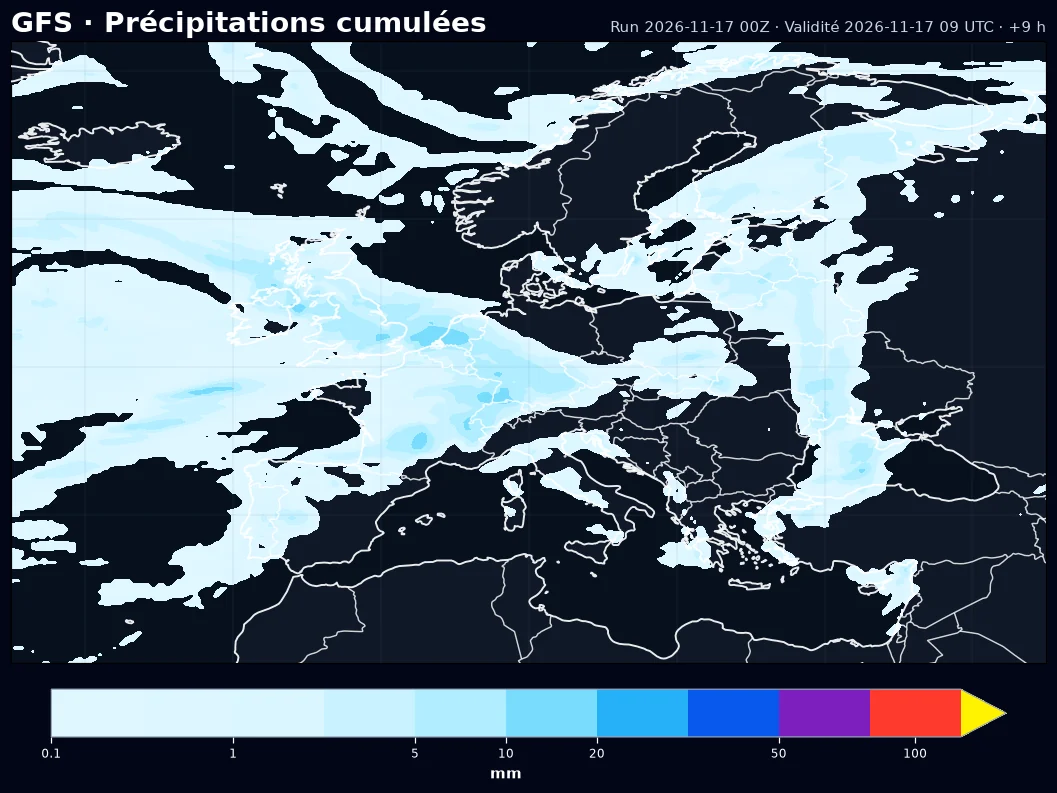 GFS · Précipitations cumulées
Run 2026-11-17 00Z · Validité 2026-11-17 09 UTC · +9 h
0.1 1 5 10 20 50 100
mm